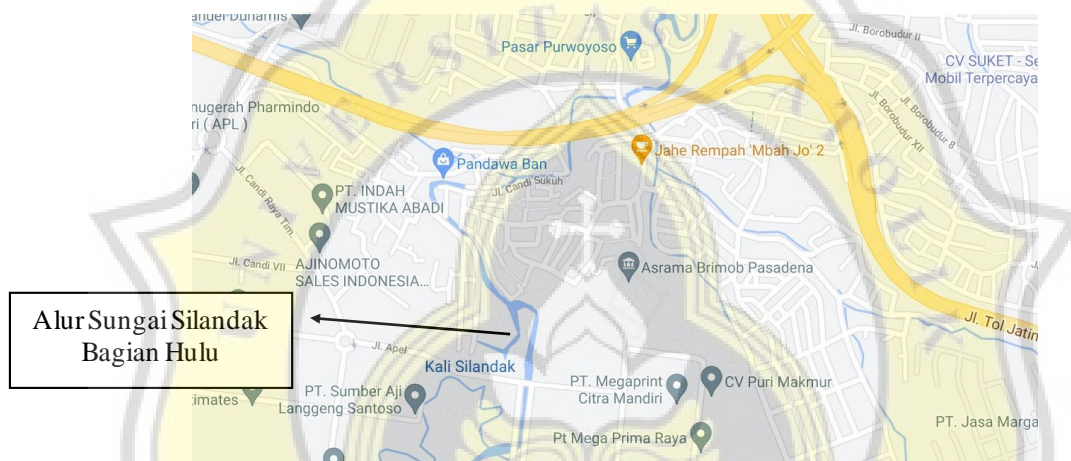 Pasar Purwoyoso
Jl. Borobudur II
CV SUKET - Se
Mobil Terpercaya
nugerah Pharmindo
ri ( APL )
Jl. Borobudur 8
Jl. Borobudur XII
Pandawa Ban
Jahe Rempah 'Mbah Jo' 2
Jl. Candi Sukuh
PT. INDAH
MUSTIKA ABADI
Jl. Candi Raya Tim.
Jl. Candi VII
AJINOMOTO
SALES INDONESIA...
Asrama Brimob Pasadena
Alur Sungai Silandak
Bagian Hulu
Jl. Tol Jatin
Jl. Apel
Kali Silandak
PT. Sumber Aji
Langgeng Santoso
PT. Megaprint
Citra Mandiri
CV Puri Makmur
timates
PT. Jasa Marga
Pt Mega Prima Raya